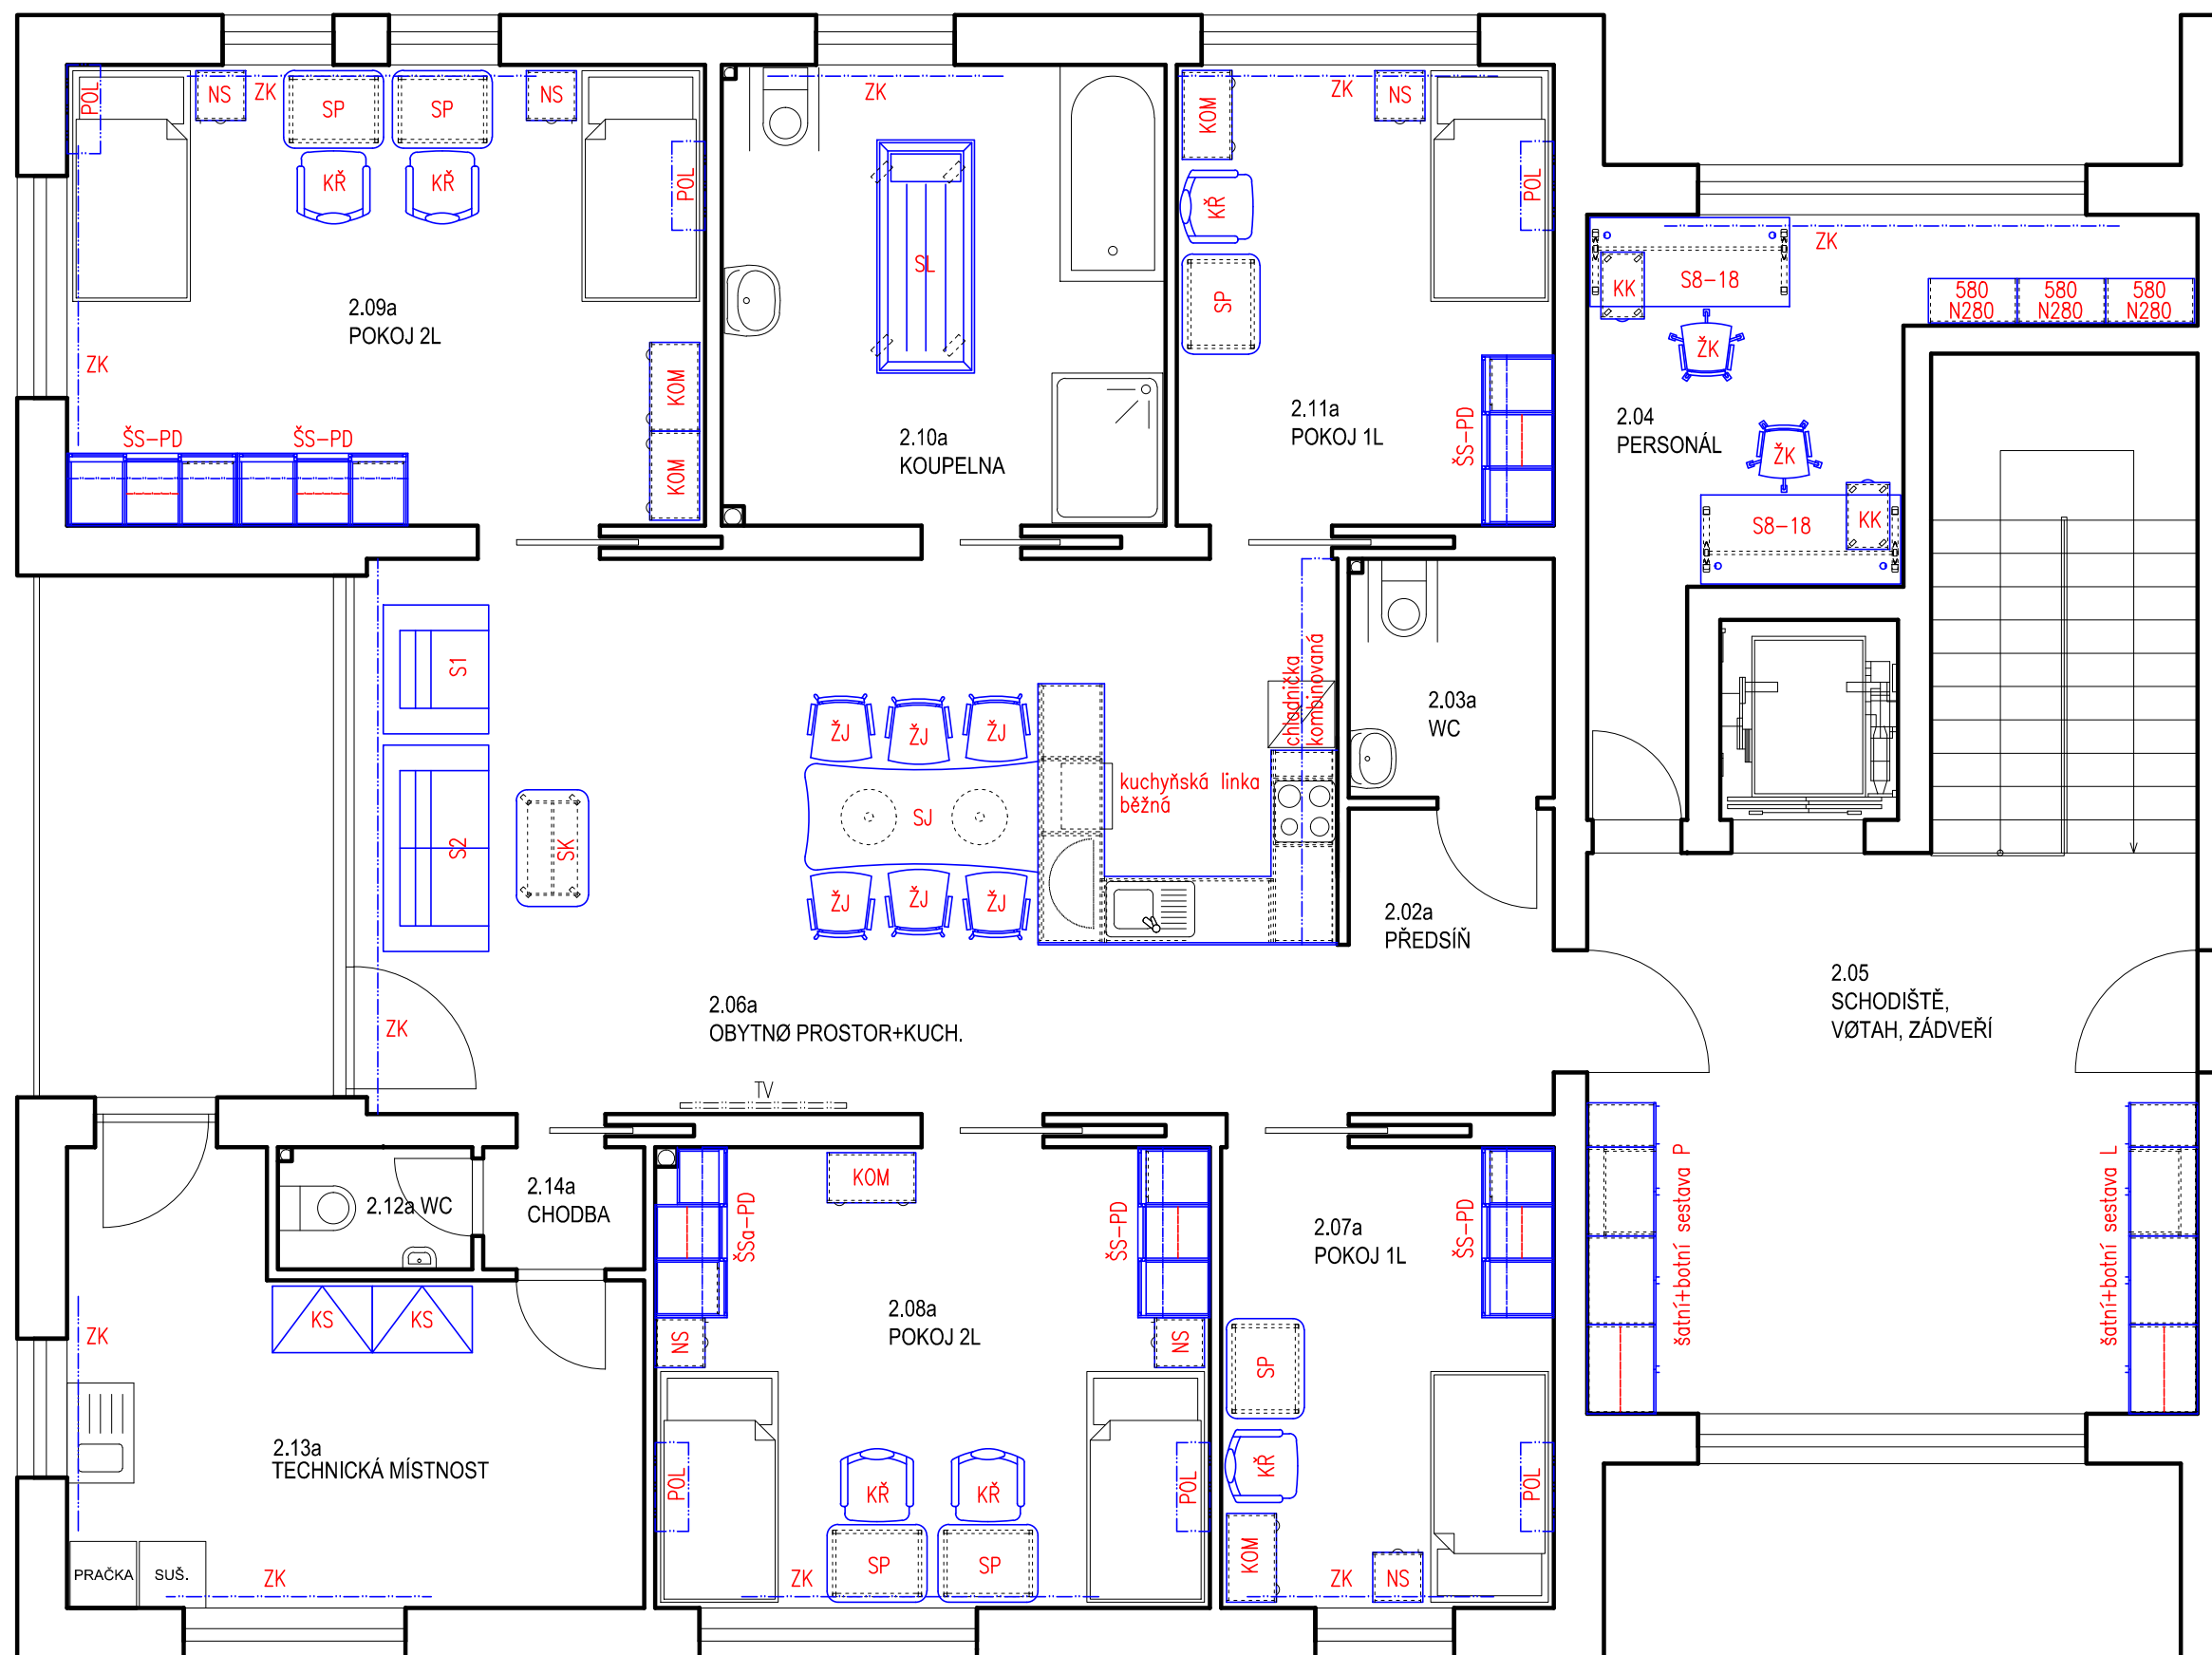 POL
NS
ZK
SP
SP
NS
KŘ
KŘ
POL
2.09a
POKOJ 2L
ZK
KOM
KOM
ŠS-PD
ŠS-PD
ZK
SL
2.10a
KOUPELNA
KOM
ZK
NS
KŘ
POL
SP
2.11a
POKOJ 1L
ŠS-PD
ZK
KK
S8-18
580
N280
580
N280
580
N280
ŽK
2.04
PERSONÁL
ŽK
S8-18
KK
S1
S2
SK
ŽJ
ŽJ
ŽJ
SJ
ŽJ
ŽJ
ŽJ
chladnička
kombinovaná
kuchyňská linka
běžná
2.03a
WC
2.02a
PŘEDSÍŇ
ZK
2.06a
OBYTNØ PROSTOR+KUCH.
TV
2.05
SCHODIŠTĚ,
VØTAH, ZÁDVEŘÍ
šatní+botní sestava P
šatní+botní sestava L
2.12a WC
2.14a
CHODBA
KS
KS
ZK
2.13a
TECHNICKÁ MÍSTNOST
PRAČKA
SUŠ.
ZK
KOM
ŠSa-PD
ŠS-PD
2.08a
POKOJ 2L
NS
NS
POL
KŘ
KŘ
POL
ZK
SP
SP
2.07a
POKOJ 1L
ŠS-PD
SP
KŘ
POL
KOM
ZK
NS